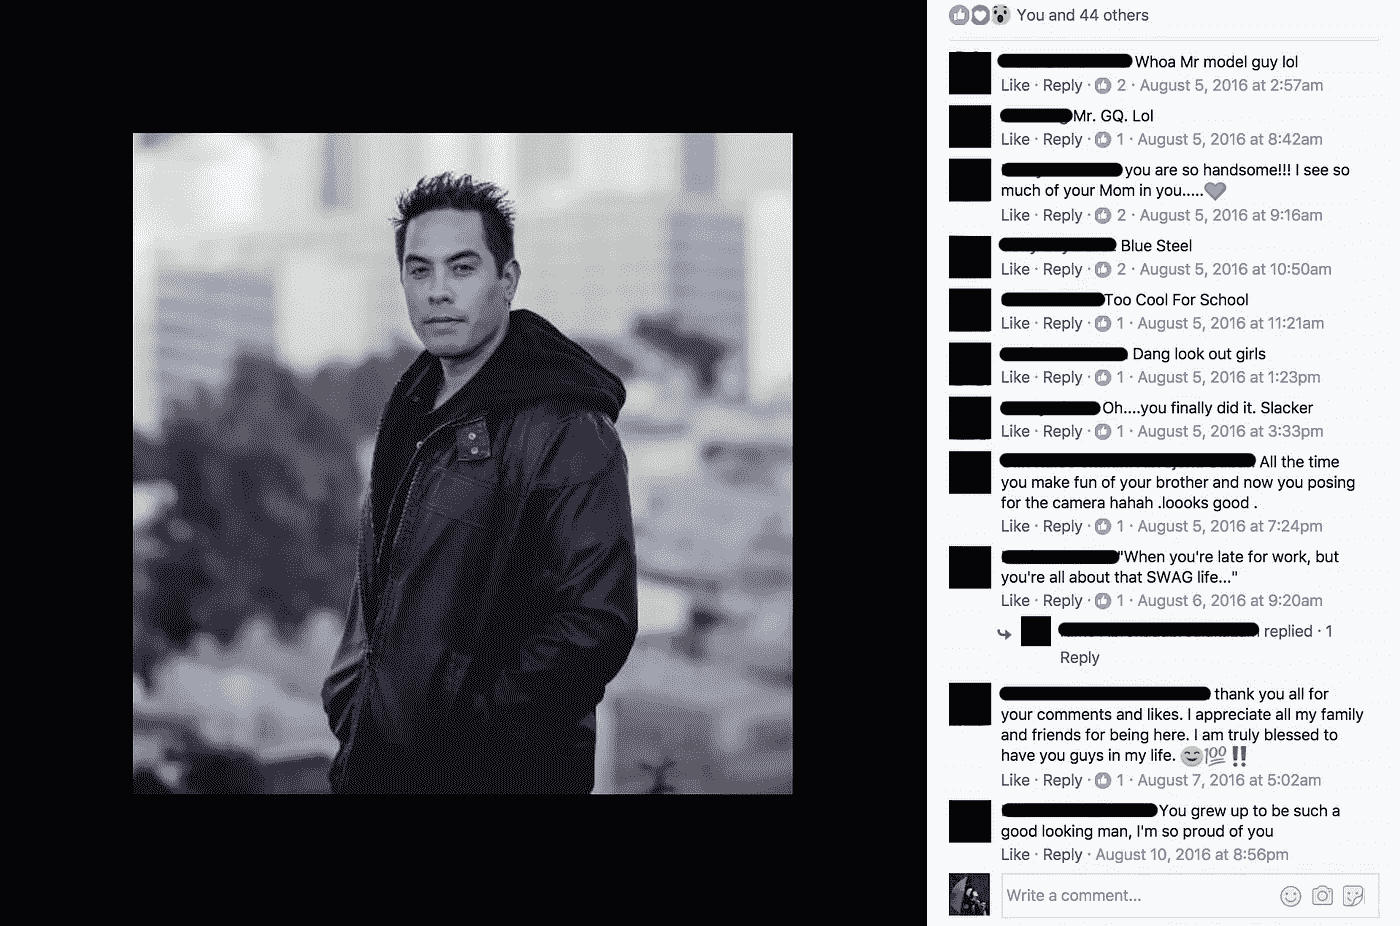 You and 44 others
Whoa Mr model guy lol
Like · Reply · 2 · August 5, 2016 at 2:57am
Mr. GQ. Lol
Like · Reply · 1 · August 5, 2016 at 8:42am
you are so handsome!!! I see so
much of your Mom in you.....
Like · Reply · 2 · August 5, 2016 at 9:16am
Blue Steel
Like · Reply · 2 · August 5, 2016 at 10:50am
Too Cool For School
Like · Reply · 1 · August 5, 2016 at 11:21am
Dang look out girls
Like · Reply · 1 · August 5, 2016 at 1:23pm
Oh....you finally did it. Slacker
Like · Reply · 1 · August 5, 2016 at 3:33pm
All the time
you make fun of your brother and now you posing
for the camera hahah .loooks good .
Like · Reply · 1 · August 5, 2016 at 7:24pm
"When you're late for work, but
you're all about that SWAG life..."
Like · Reply · 1 · August 6, 2016 at 9:20am
replied · 1
Reply
thank you all for
your comments and likes. I appreciate all my family
and friends for being here. I am truly blessed to
have you guys in my life. 😊💯‼️
Like · Reply · 1 · August 7, 2016 at 5:02am
You grew up to be such a
good looking man, I'm so proud of you
Like · Reply · August 10, 2016 at 8:56pm
Write a comment...